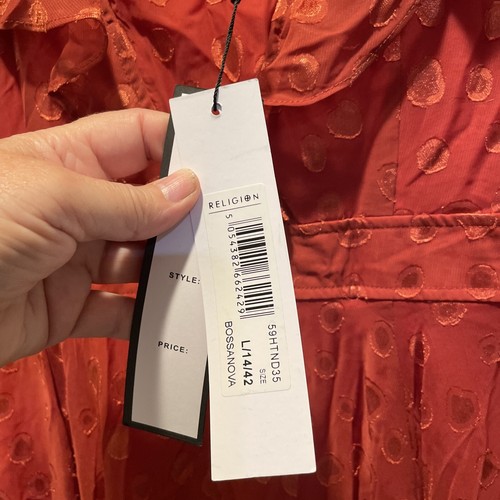 RELIGION
5 054382 662429
59HTND35
SIZE
L/14/42
BOSSANOVA
STYLE:
PRICE: